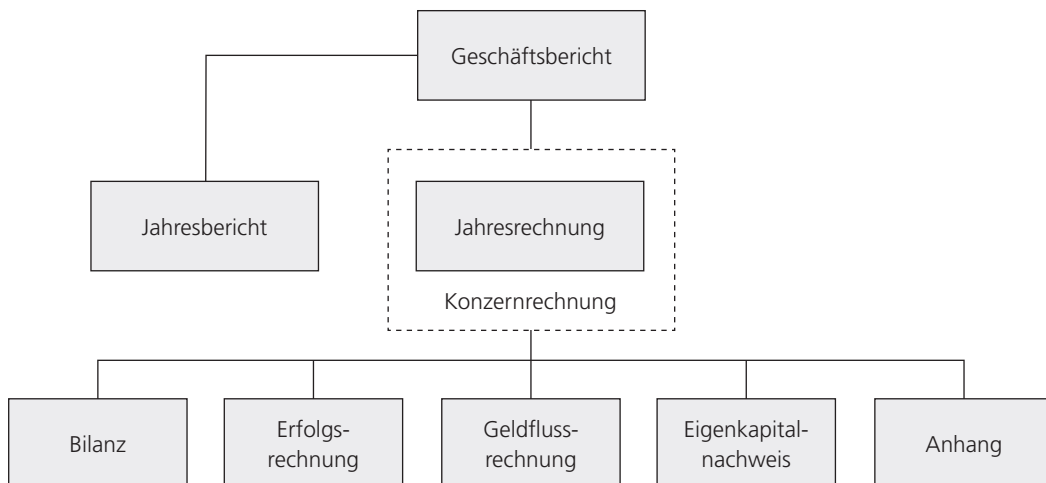 Geschäftsbericht
Jahresbericht
Jahresrechnung
Konzernrechnung
Bilanz
Erfolgs-
rechnung
Geldfluss-
rechnung
Eigenkapital-
nachweis
Anhang